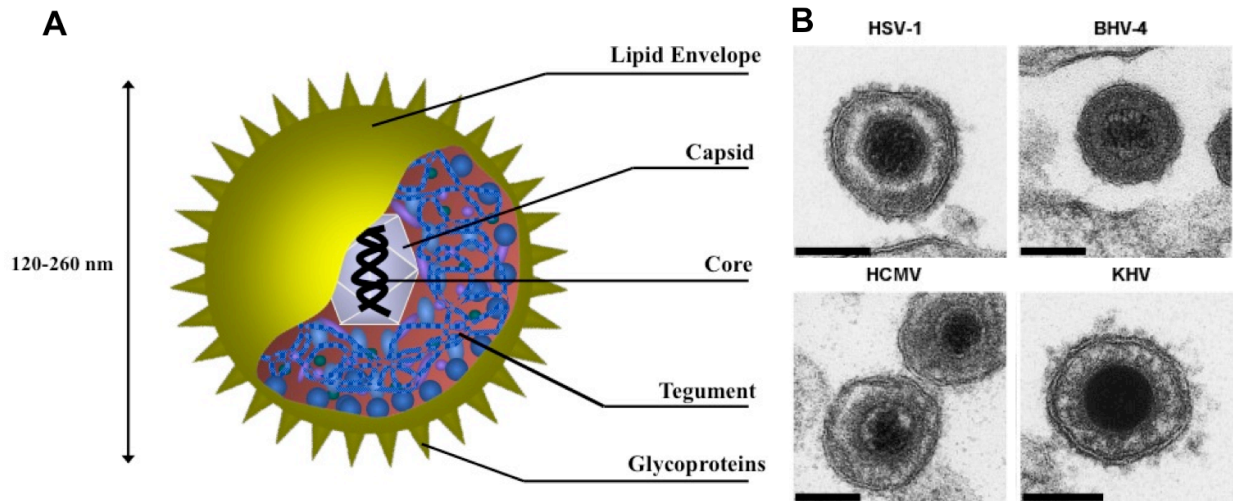 A
Lipid Envelope
Capsid
Core
Tegument
Glycoproteins
120-260 nm
B
HSV-1
BHV-4
HCMV
KHV